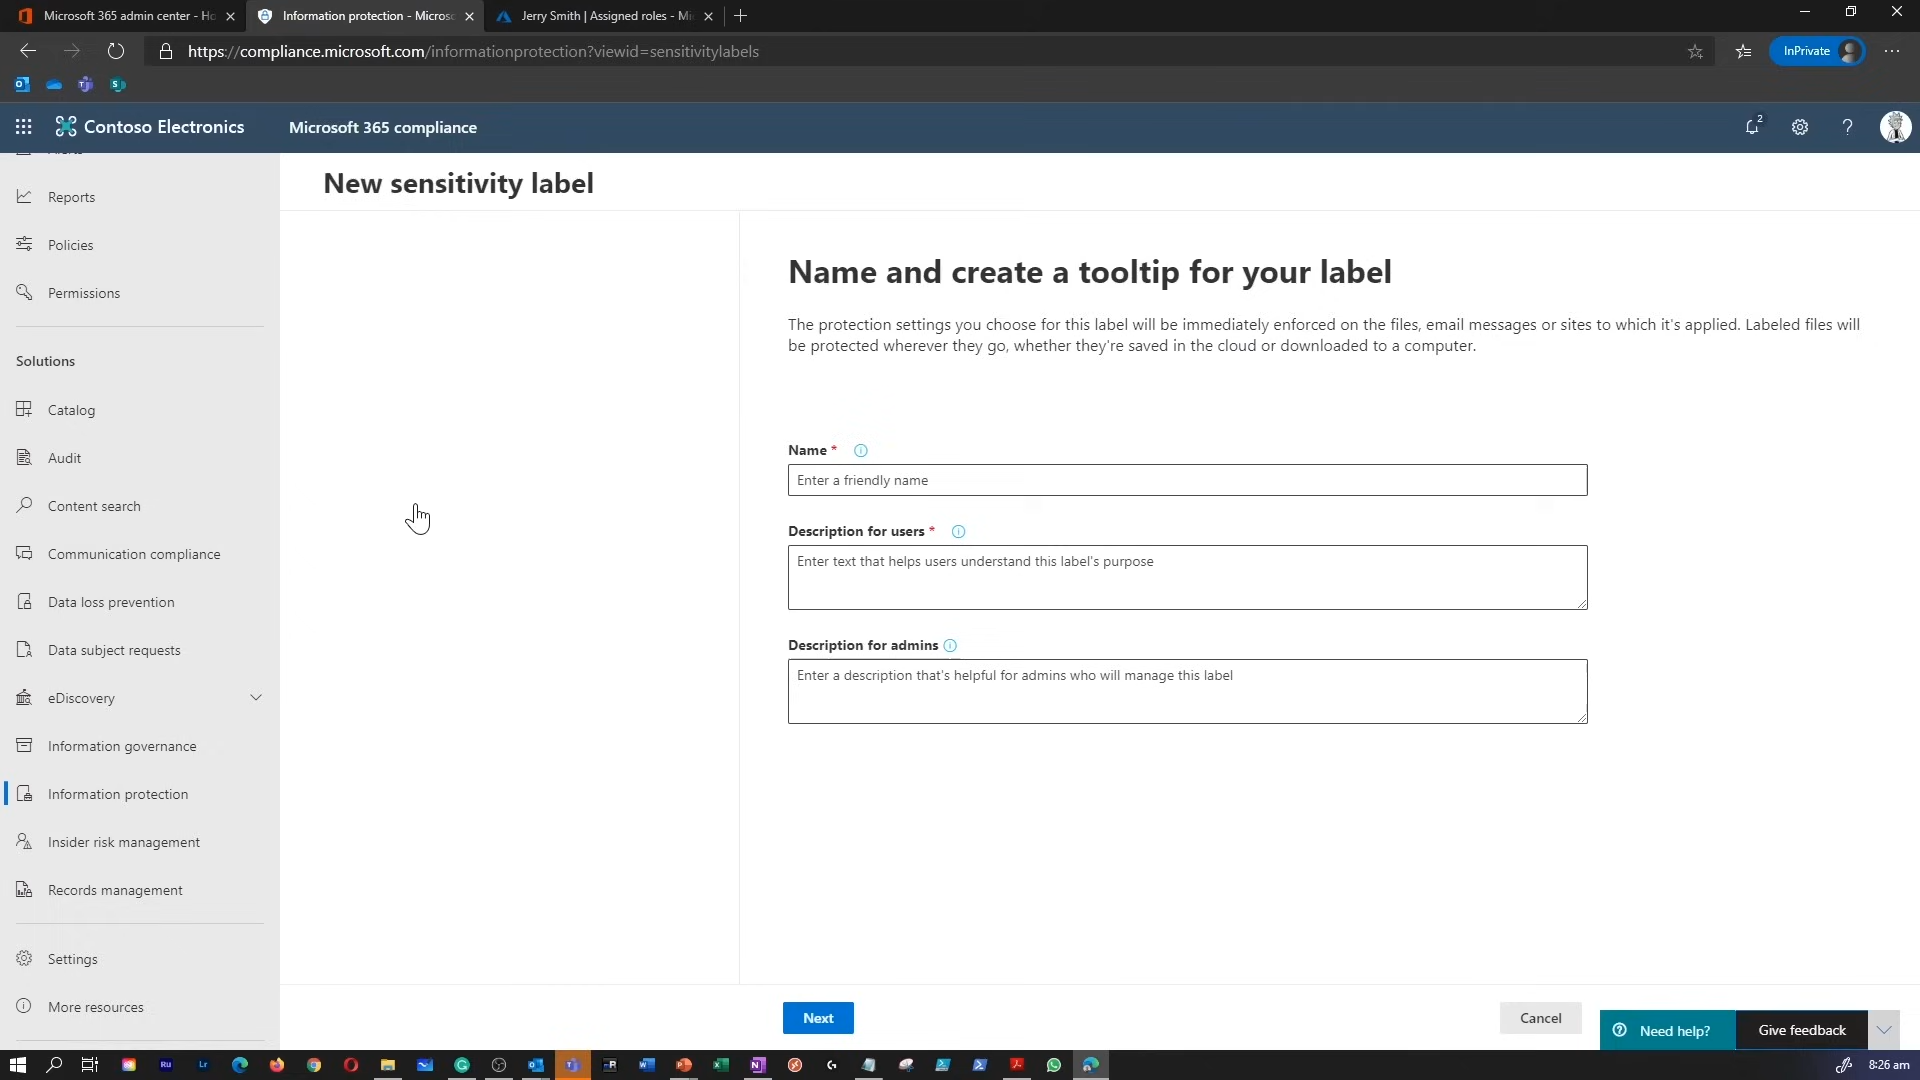 Microsoft 365 admin center - Ho
Information protection - Microso
Jerry Smith | Assigned roles - Mi
https://compliance.microsoft.com/informationprotection?viewid=sensitivitylabels
InPrivate
Contoso Electronics
Microsoft 365 compliance
2
New sensitivity label
Reports
Policies
Permissions
Solutions
Catalog
Audit
Content search
Communication compliance
Data loss prevention
Data subject requests
eDiscovery
Information governance
Information protection
Insider risk management
Records management
Settings
More resources
Name and create a tooltip for your label
The protection settings you choose for this label will be immediately enforced on the files, email messages or sites to which it's applied. Labeled files will
be protected wherever they go, whether they're saved in the cloud or downloaded to a computer.
Name *
Enter a friendly name
Description for users *
Enter text that helps users understand this label's purpose
Description for admins
Enter a description that's helpful for admins who will manage this label
Next
Cancel
Need help?
Give feedback
8:26 am